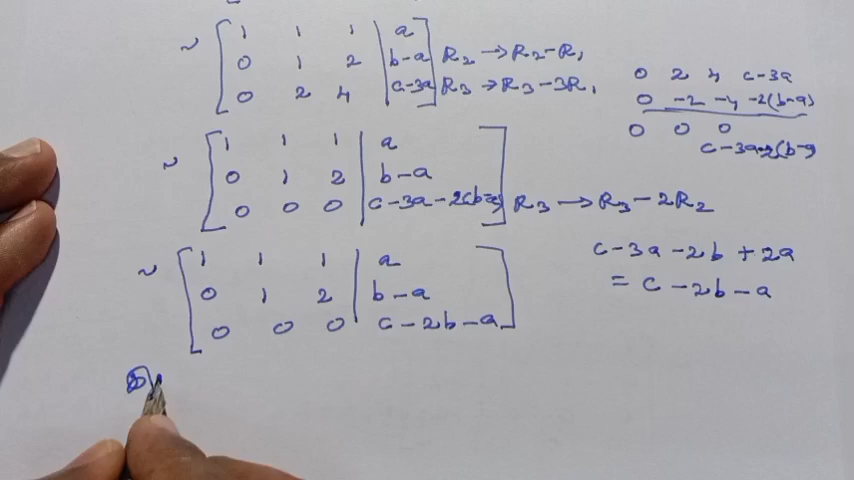 ~ [ 1 1 1 | a ]
0 1 2 | b-a R₂ → R₂-R₁
0 2 4 | c-3a R₃ → R₃-3R₁
0 2 4 c-3a
0 -2 -4 -2(b-a)
0 0 0
c-3a-2(b-a
~ [ 1 1 1 | a ]
0 1 2 | b-a
0 0 0 | c-3a-2(b-a) R₃ → R₃-2R₂
~ [ 1 1 1 | a ]
0 1 2 | b-a
0 0 0 c-2b-a
c-3a-2b+2a
= c-2b-a